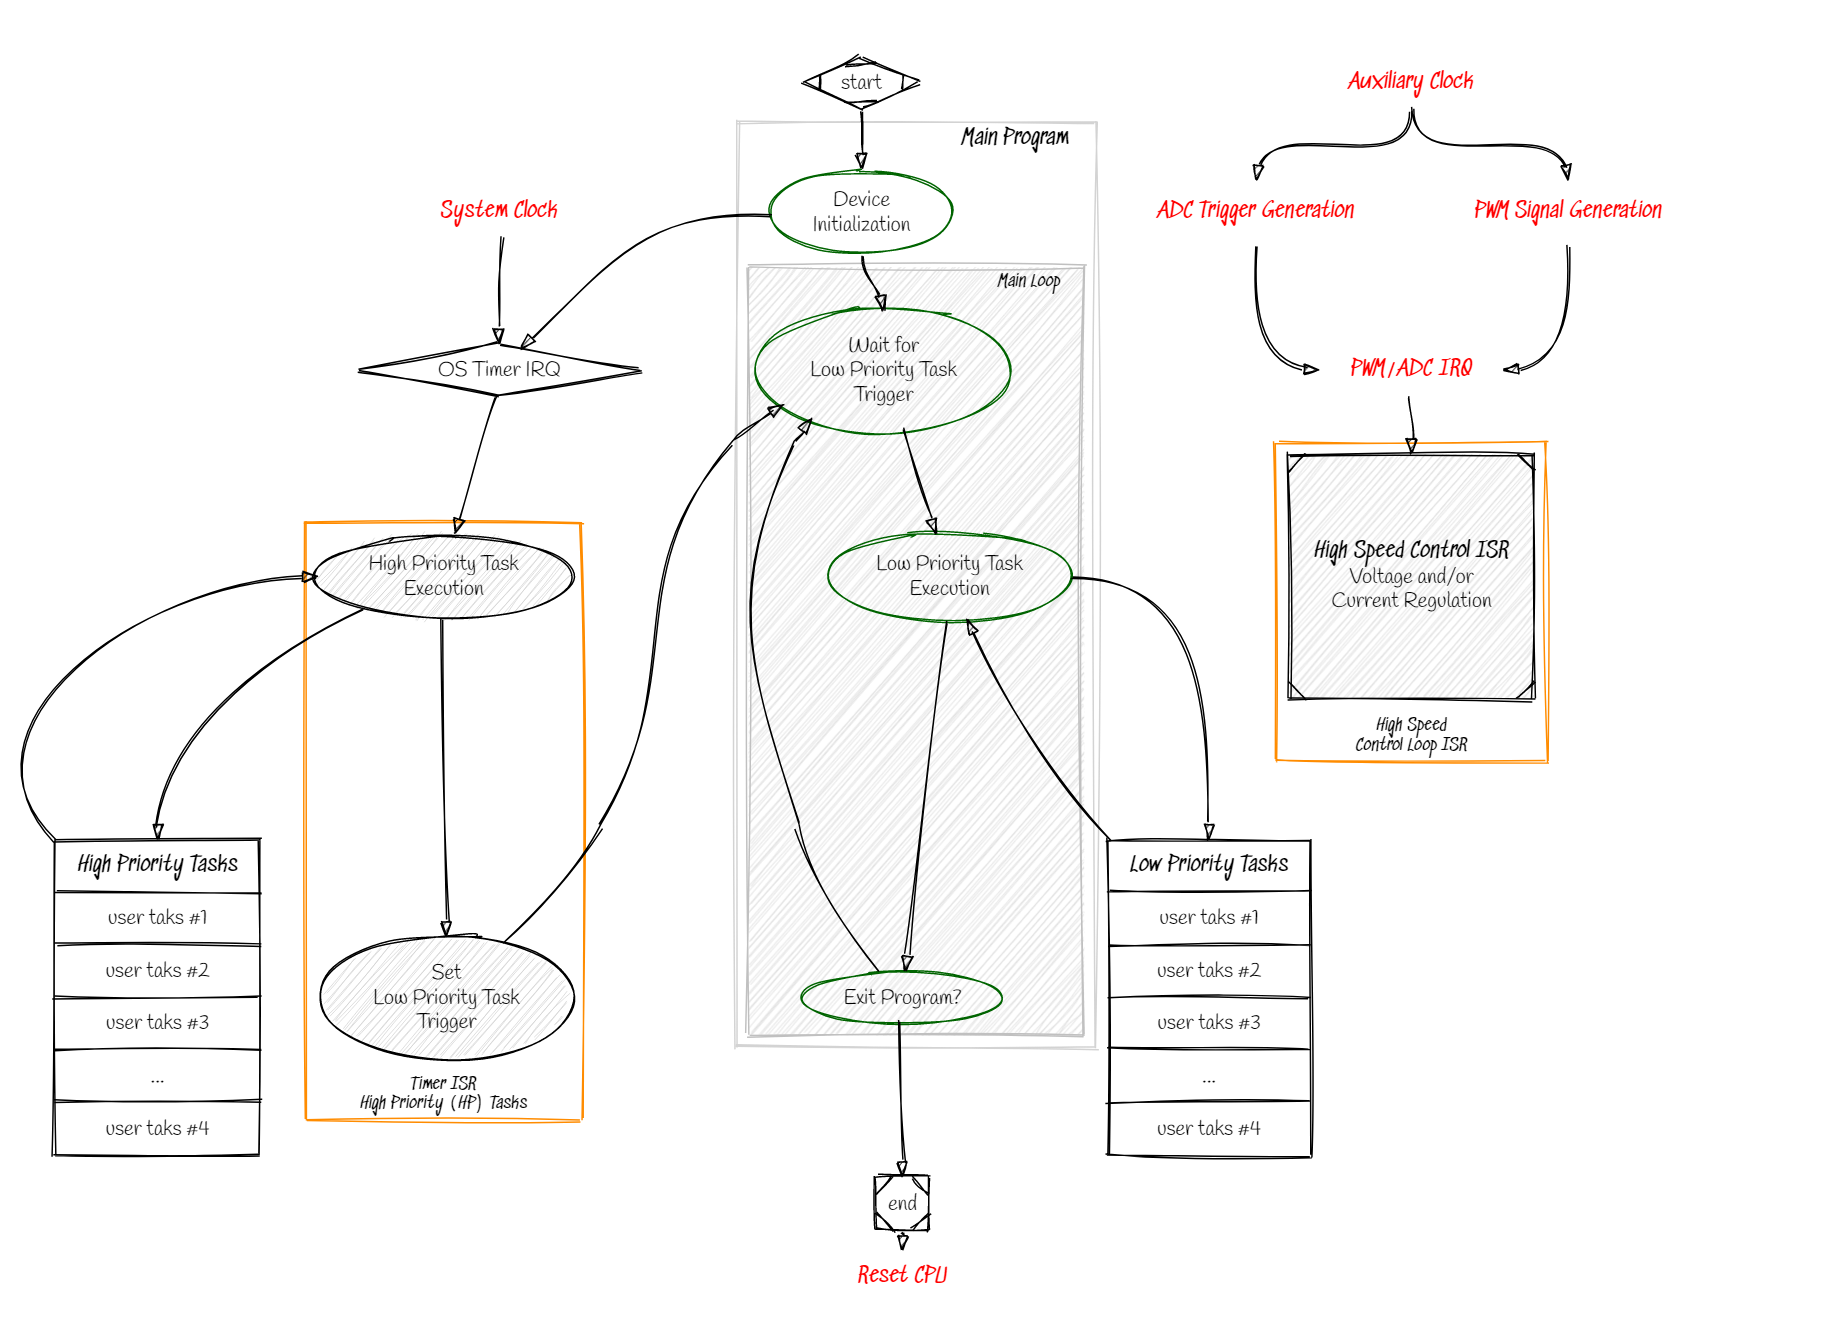 start
Auxiliary Clock
Main Program
System Clock
Device
Initialization
ADC Trigger Generation
PWM Signal Generation
Main Loop
Wait for
Low Priority Task
Trigger
OS Timer IRQ
PWM/ADC IRQ
High Priority Task
Execution
Low Priority Task
Execution
High Speed Control ISR
Voltage and/or
Current Regulation
High Speed
Control Loop ISR
High Priority Tasks
user taks #1
user taks #2
user taks #3
...
user taks #4
Set
Low Priority Task
Trigger
Timer ISR
High Priority (HP) Tasks
Exit Program?
Low Priority Tasks
user taks #1
user taks #2
user taks #3
...
user taks #4
end
Reset CPU